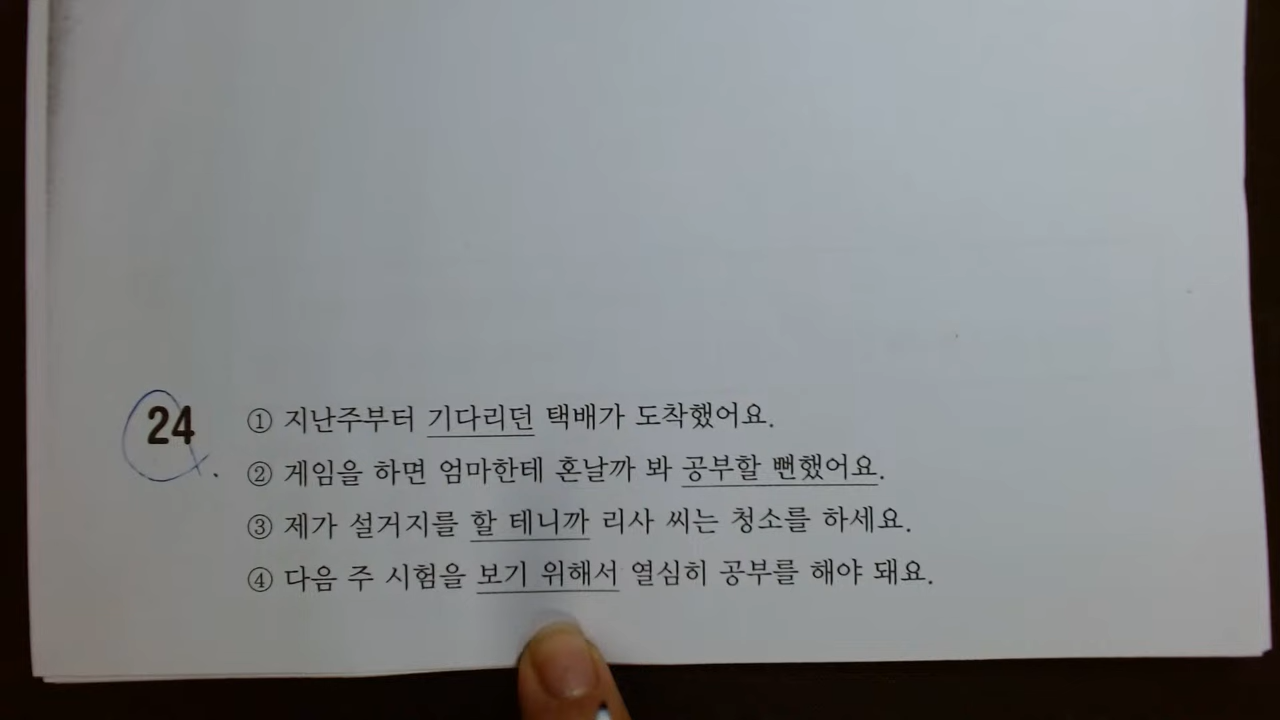 24 ① 지난주부터 기다리던 택배가 도착했어요.
② 게임을 하면 엄마한테 혼날까 봐 공부할 뻔했어요.
③ 제가 설거지를 할 테니까 리사 씨는 청소를 하세요.
④ 다음 주 시험을 보기 위해서 열심히 공부를 해야 돼요.